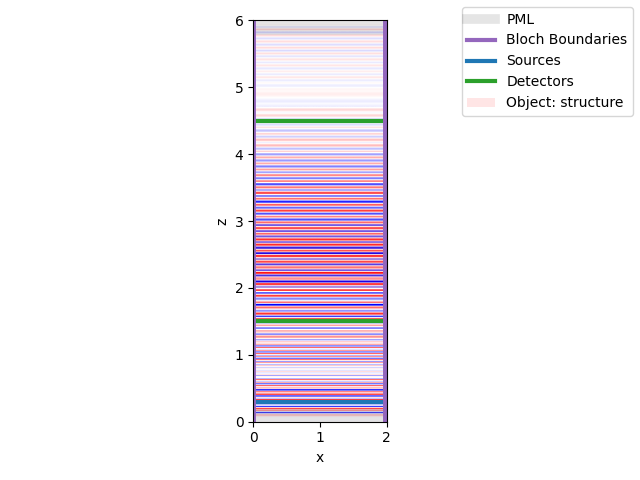 PML
Bloch Boundaries
Sources
Detectors
Object: structure
6
5
4
3
2
1
0
z
0 1 2
x